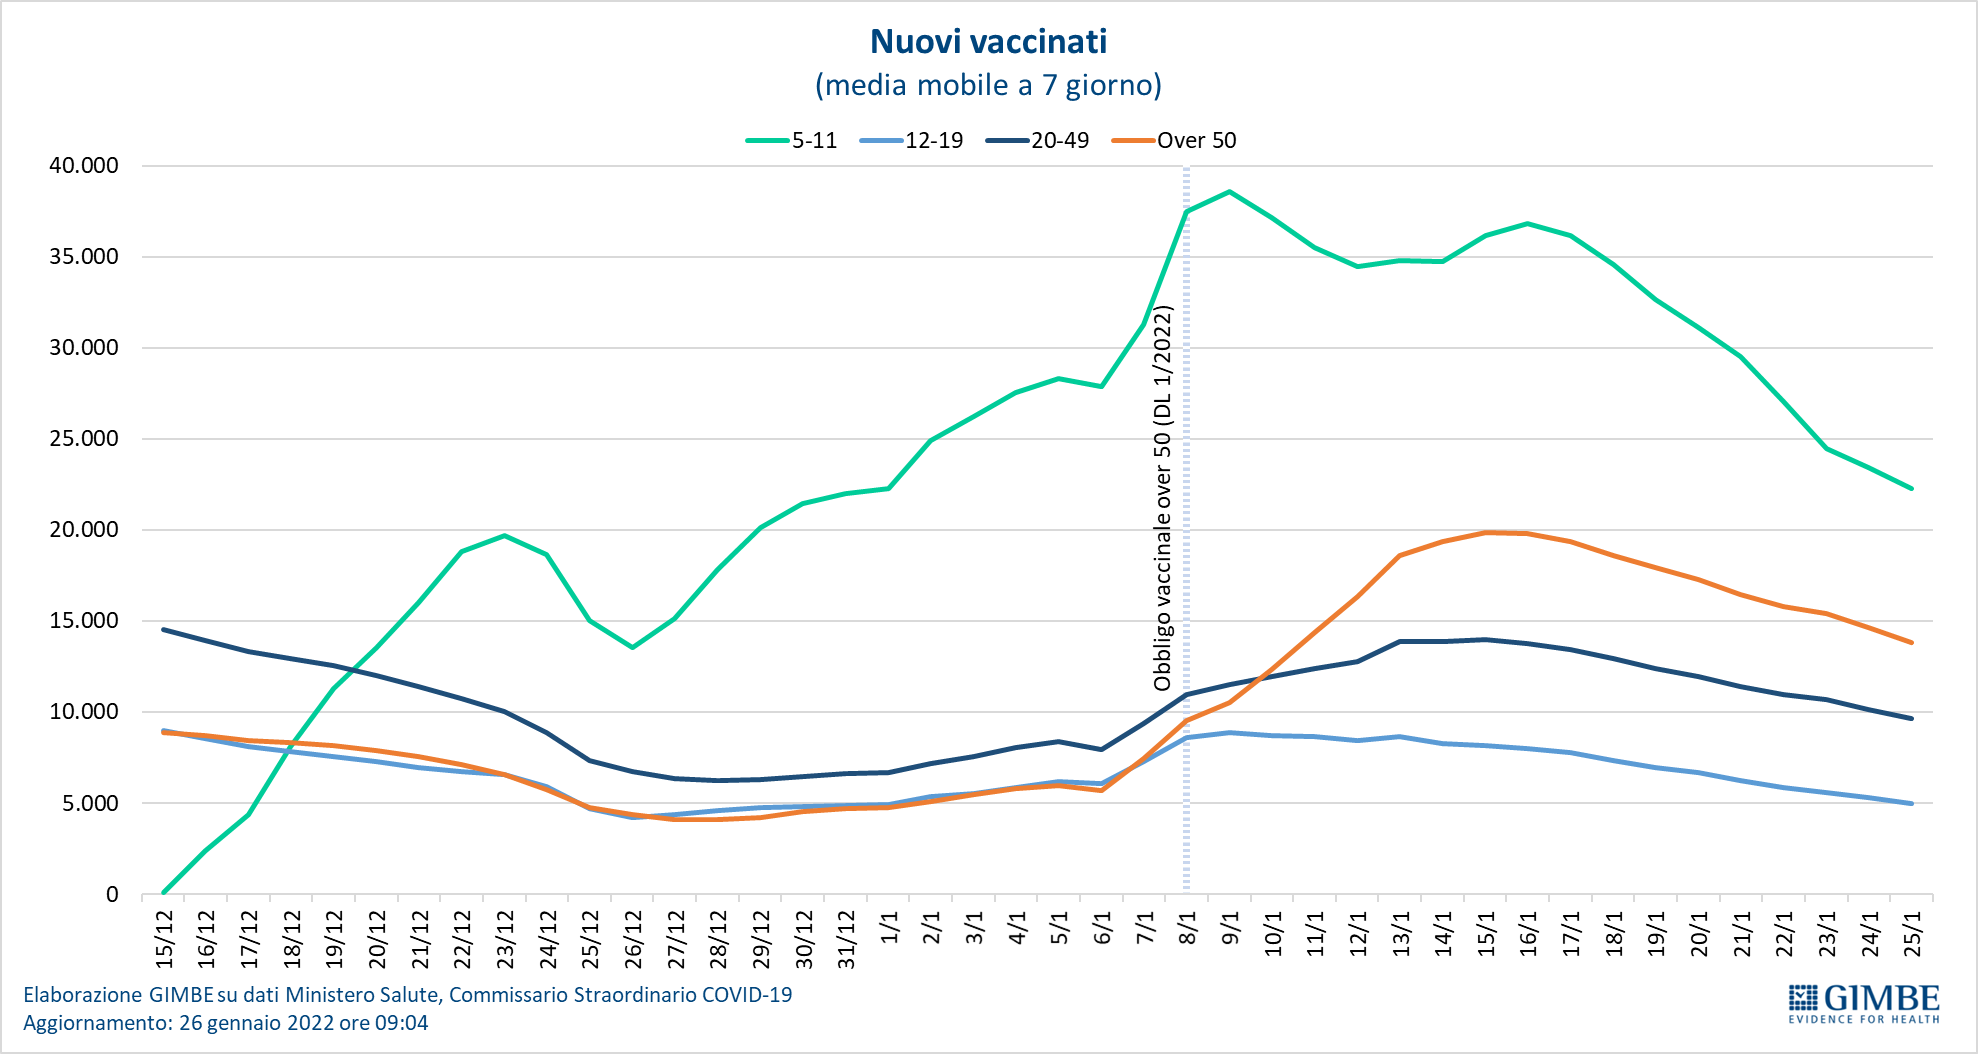 Nuovi vaccinati
(media mobile a 7 giorno)
5-11 12-19 20-49 Over 50
40.000
35.000
30.000
25.000
20.000
15.000
10.000
5.000
0
Obbligo vaccinale over 50 (DL 1/2022)
15/12 16/12 17/12 18/12 19/12 20/12 21/12 22/12 23/12 24/12 25/12 26/12 27/12 28/12 29/12 30/12 31/12 1/1 2/1 3/1 4/1 5/1 6/1 7/1 8/1 9/1 10/1 11/1 12/1 13/1 14/1 15/1 16/1 17/1 18/1 19/1 20/1 21/1 22/1 23/1 24/1 25/1
Elaborazione GIMBE su dati Ministero Salute, Commissario Straordinario COVID-19
Aggiornamento: 26 gennaio 2022 ore 09:04
GIMBE
EVIDENCE FOR HEALTH